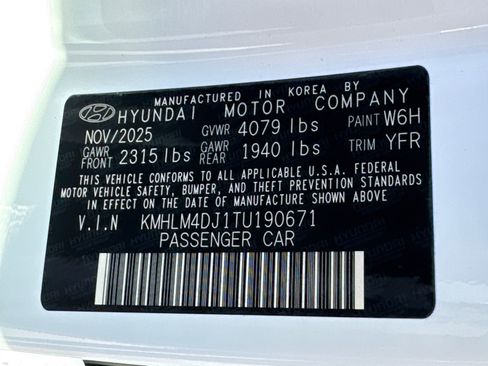 MANUFACTURED IN KOREA BY
HYUNDAI MOTOR COMPANY
NOV/2025 GVWR 4079 lbs PAINT W6H
GAWR FRONT 2315 lbs GAWR REAR 1940 lbs TRIM YFR
THIS VEHICLE CONFORMS TO ALL APPLICABLE U.S.A. FEDERAL
MOTOR VEHICLE SAFETY, BUMPER, AND THEFT PREVENTION STANDARDS
IN EFFECT ON THE DATE OF MANUFACTURE SHOWN ABOVE.
V.I.N KMHLM4DJ1TU190671
PASSENGER CAR